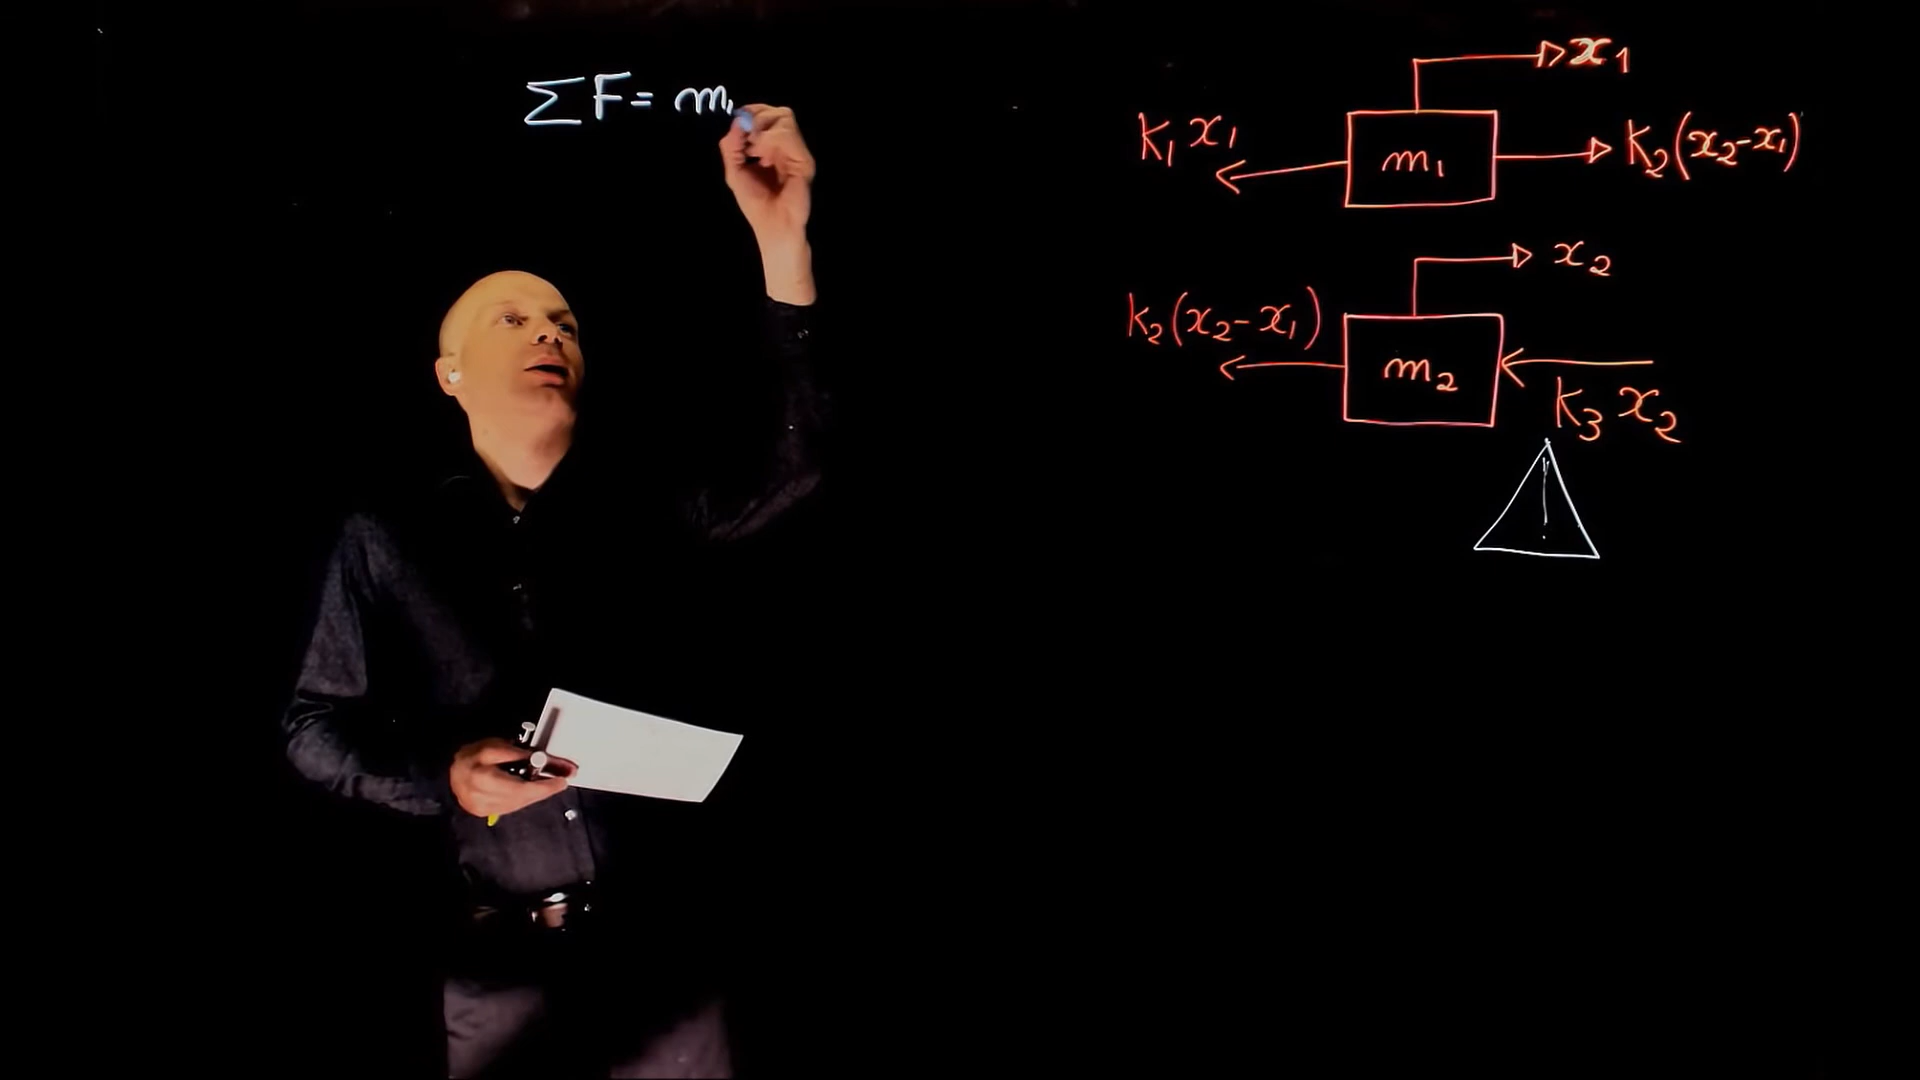 ΣF = m₁
x₁
K₁x₁
m₁
K₂(x₂-x₁)
x₂
K₂(x₂-x₁)
m₂
K₃x₂
!